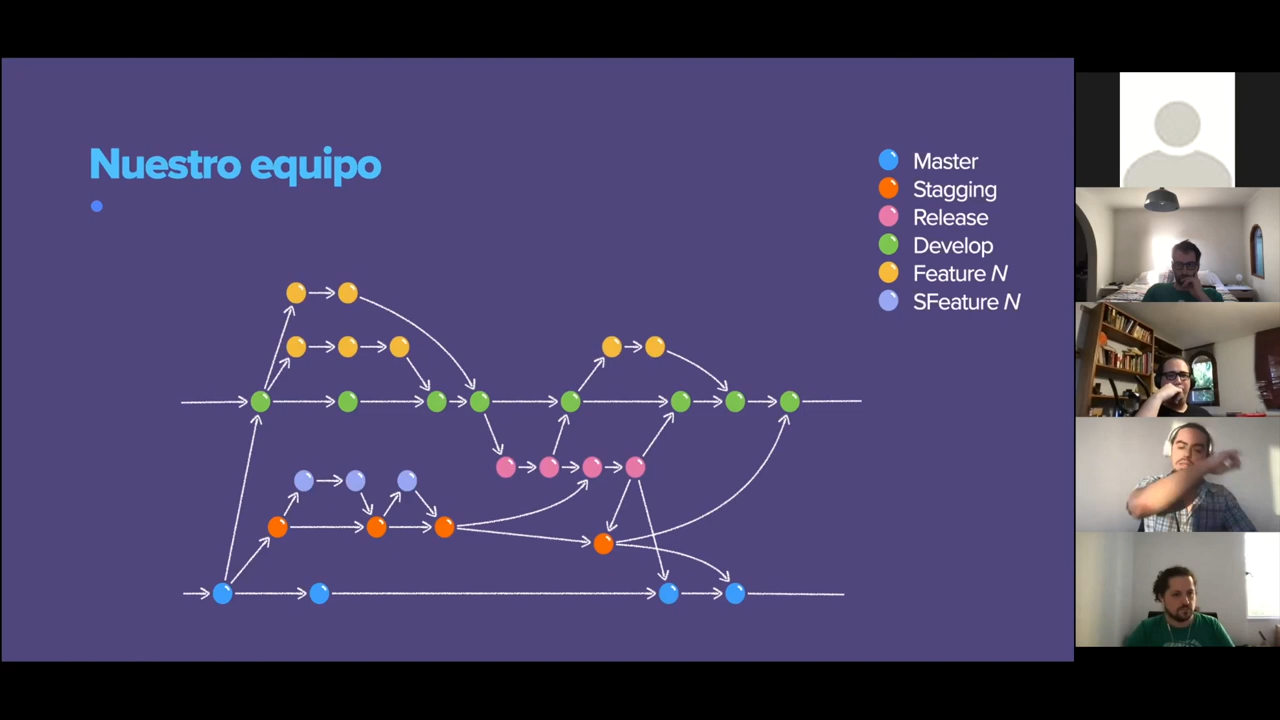 Nuestro equipo
Master
Stagging
Release
Develop
Feature N
SFeature N